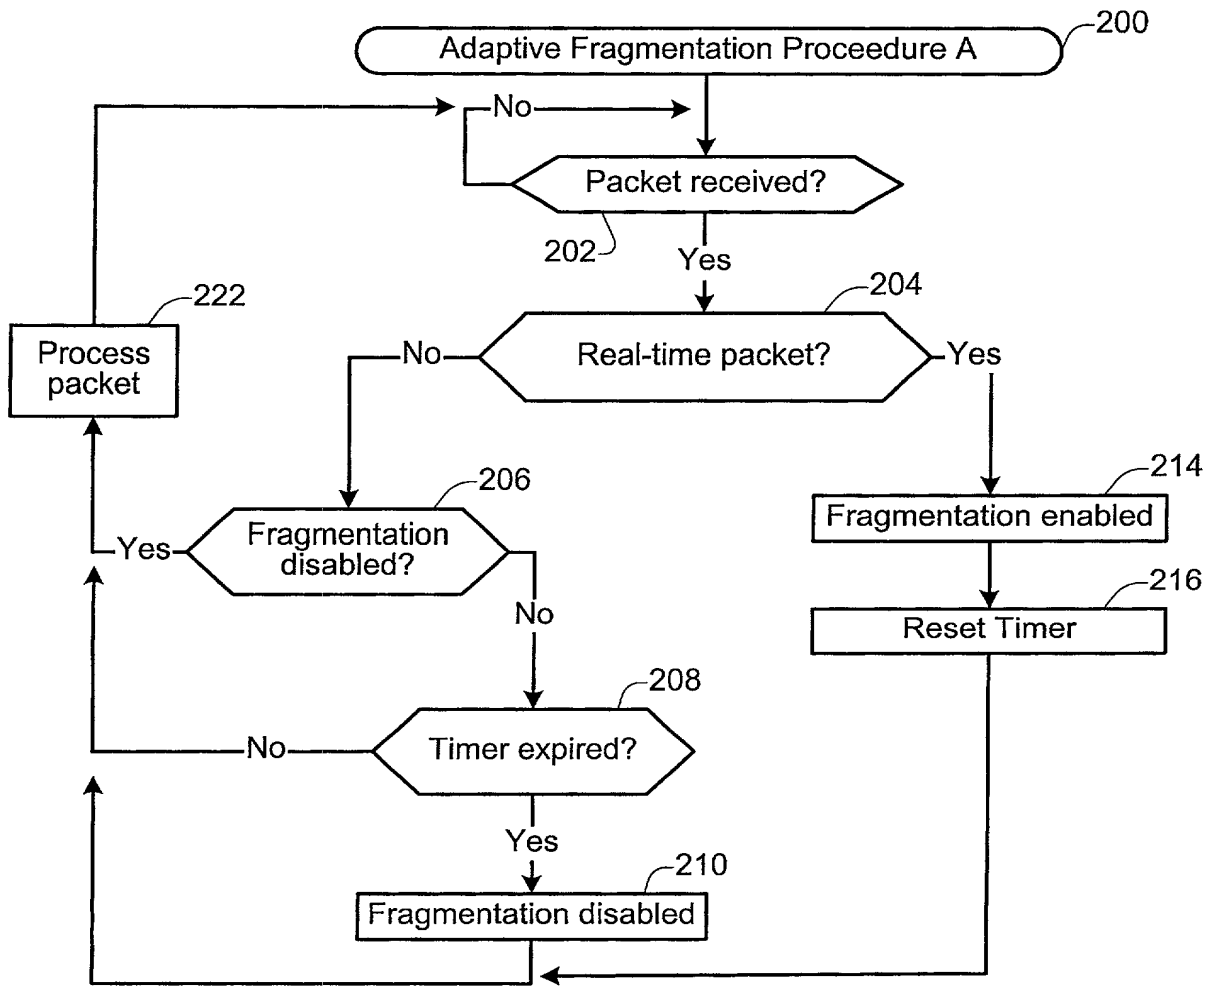 Adaptive Fragmentation Proceedure A
200
No
Packet received?
202
Yes
204
Real-time packet?
No
Yes
222
Process
packet
206
Fragmentation
disabled?
Yes
No
214
Fragmentation enabled
216
Reset Timer
208
Timer expired?
No
Yes
210
Fragmentation disabled